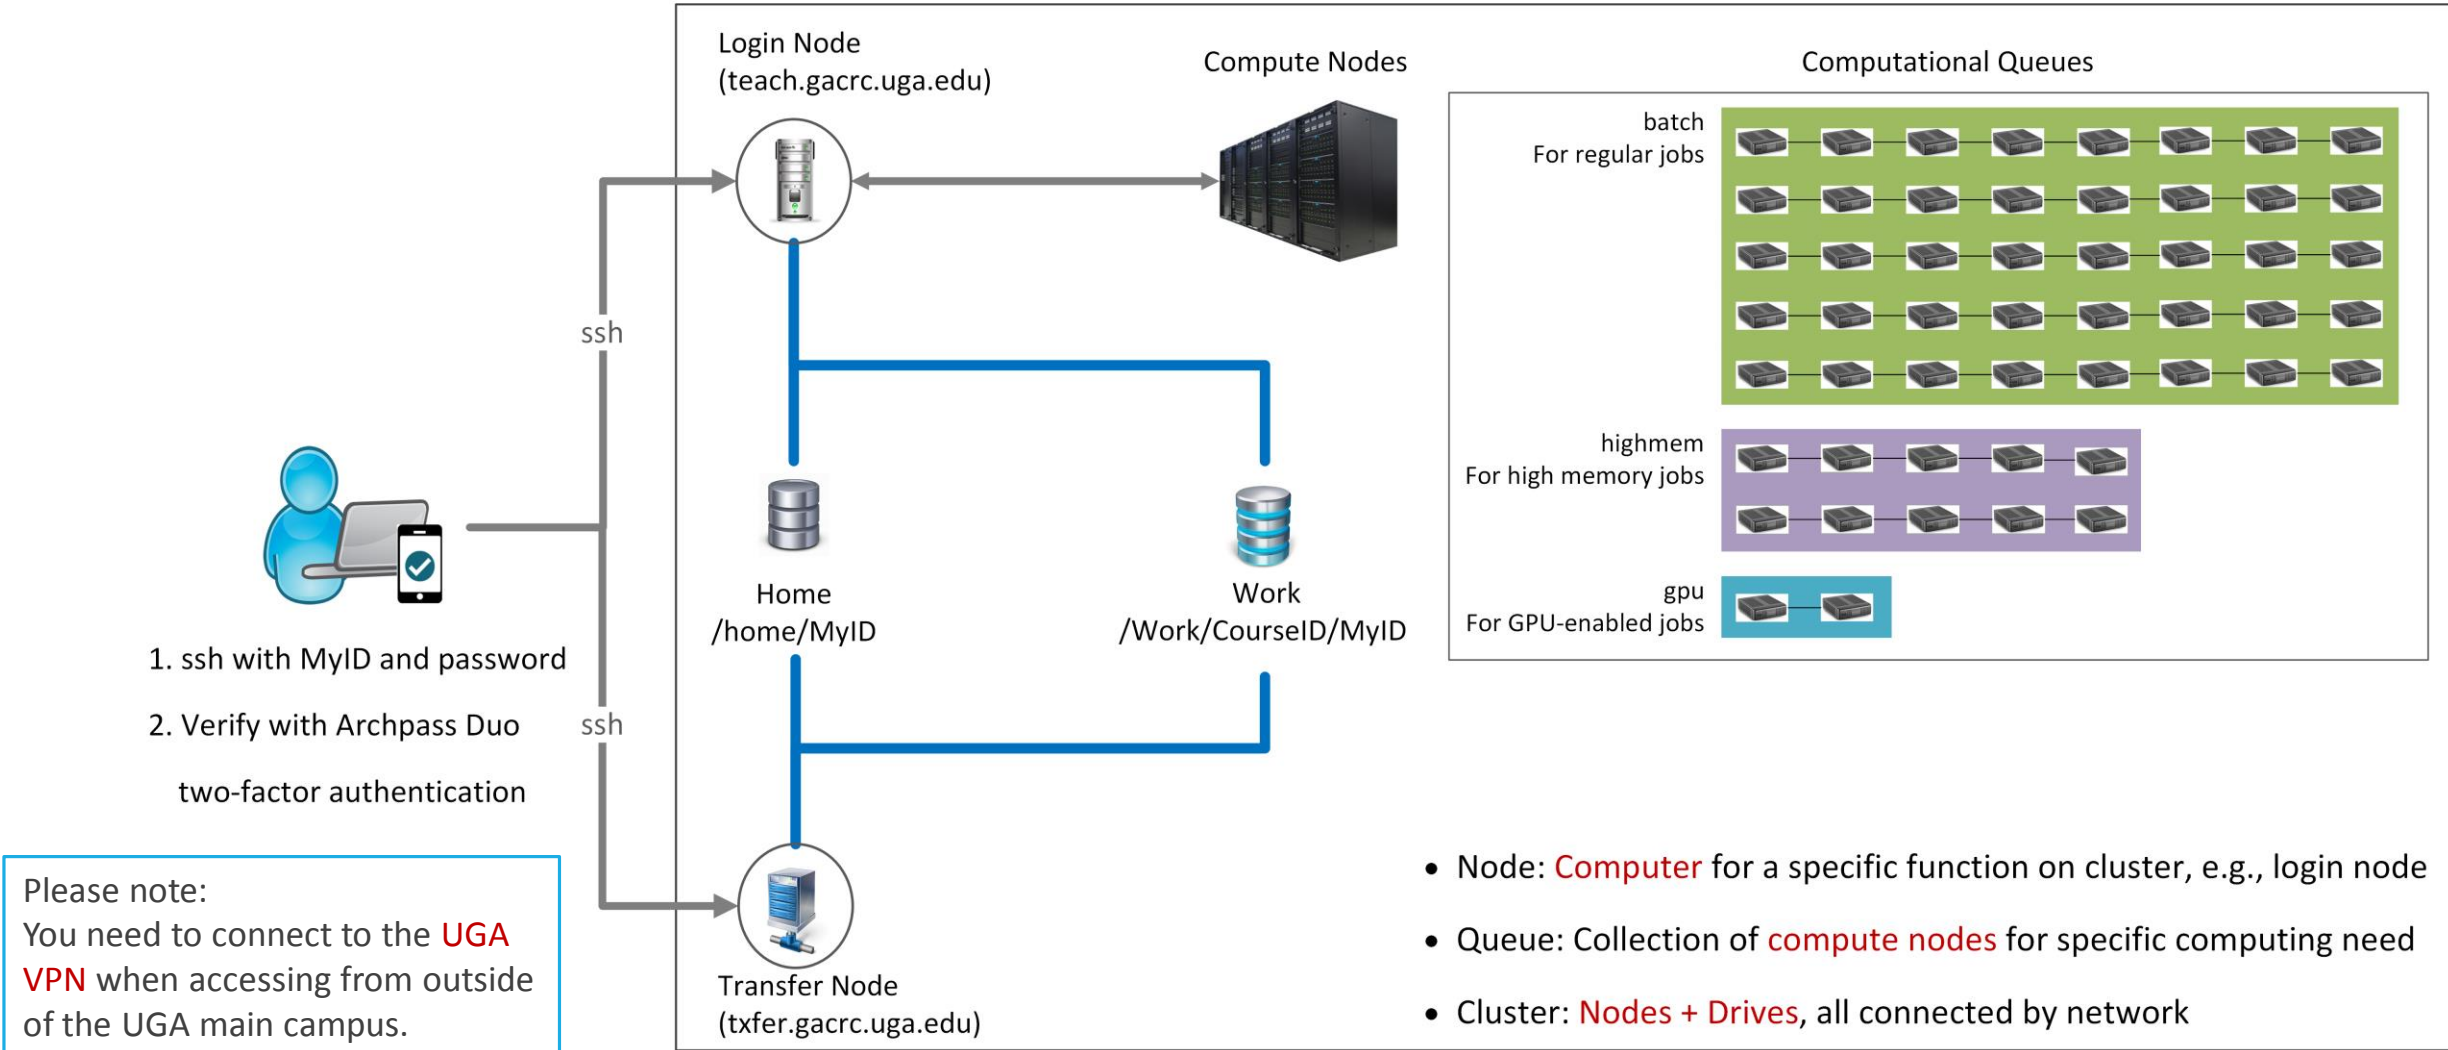 Login Node
(teach.gacrc.uga.edu)
Compute Nodes
Computational Queues
batch
For regular jobs
highmem
For high memory jobs
gpu
For GPU-enabled jobs
ssh
Home
/home/MyID
Work
/Work/CourseID/MyID
1. ssh with MyID and password
2. Verify with Archpass Duo
two-factor authentication
ssh
Please note:
You need to connect to the UGA
VPN when accessing from outside
of the UGA main campus.
Transfer Node
(txfer.gacrc.uga.edu)
• Node: Computer for a specific function on cluster, e.g., login node
• Queue: Collection of compute nodes for specific computing need
• Cluster: Nodes + Drives, all connected by network